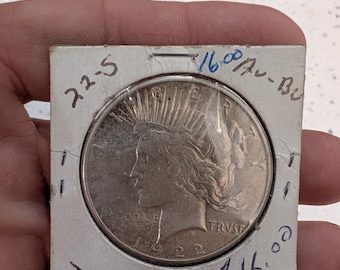 22-S
16.00
AU-BU
LIBERTY
IN GOD WE TRVST
1922
$16.00